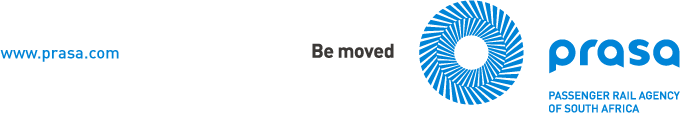 www.prasa.com
Be moved
prasa
PASSENGER RAIL AGENCY
OF SOUTH AFRICA